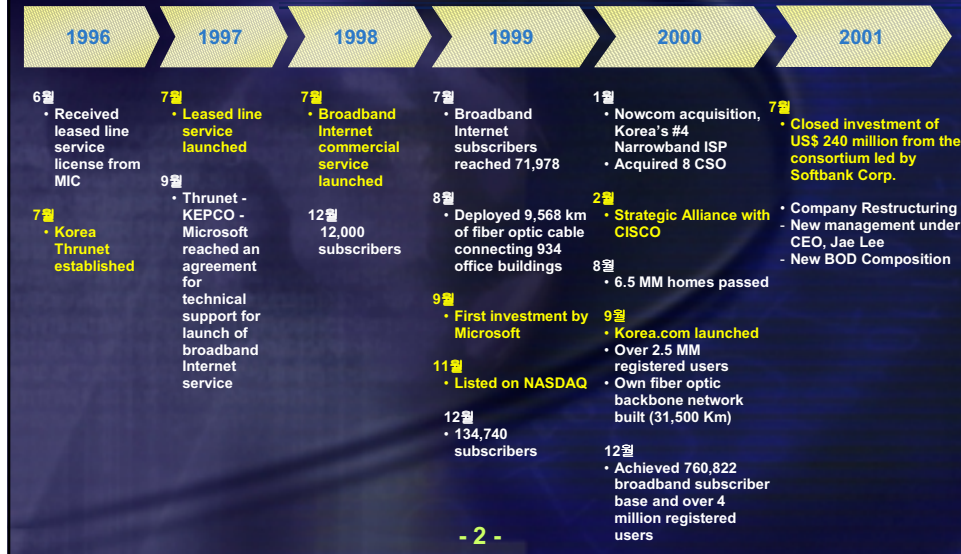 1996
1997
1998
1999
2000
2001
6월
• Received
leased line
service
license from
MIC
7월
• Korea
Thrunet
established
7월
• Leased line
service
launched
9월
• Thrunet -
KEPCO -
Microsoft
reached an
agreement
for
technical
support for
launch of
broadband
Internet
service
7월
• Broadband
Internet
commercial
service
launched
12월
12,000
subscribers
7월
• Broadband
Internet
subscribers
reached 71,978
8월
• Deployed 9,568 km
of fiber optic cable
connecting 934
office buildings
9월
• First investment by
Microsoft
11월
• Listed on NASDAQ
12월
• 134,740
subscribers
1월
• Nowcom acquisition,
Korea's #4
Narrowband ISP
• Acquired 8 CSO
2월
• Strategic Alliance with
CISCO
8월
• 6.5 MM homes passed
9월
• Korea.com launched
• Over 2.5 MM
registered users
• Own fiber optic
backbone network
built (31,500 Km)
12월
• Achieved 760,822
broadband subscriber
base and over 4
million registered
users
7월
• Closed investment of
US$ 240 million from the
consortium led by
Softbank Corp.
• Company Restructuring
- New management under
CEO, Jae Lee
- New BOD Composition
- 2 -